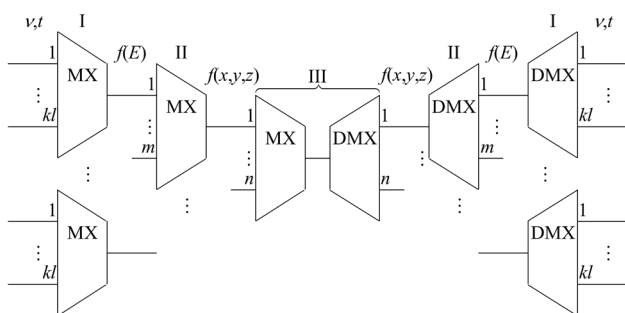 ν,t I I ν,t
f(E) II II f(E)
f(x,y,z) III f(x,y,z)
1 MX 1 MX 1 MX DMX 1 DMX 1 DMX 1
⋮ ⋮ ⋮ ⋮ ⋮ ⋮
kl m n n m kl
⋮ ⋮ ⋮ ⋮
1 MX DMX 1
⋮ ⋮
kl kl